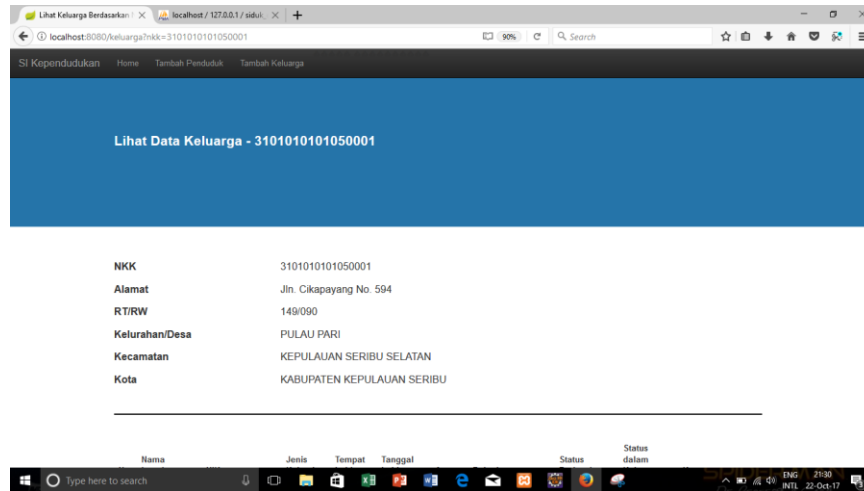 Lihat Keluarga Berdasarkan
localhost / 127.0.0.1 / siduk
localhost:8080/keluarga?nkk=3101010101050001
90%
Search
SI Kependudukan Home Tambah Penduduk Tambah Keluarga
Lihat Data Keluarga - 3101010101050001
NKK 3101010101050001
Alamat Jln. Cikapayang No. 594
RT/RW 149/090
Kelurahan/Desa PULAU PARI
Kecamatan KEPULAUAN SERIBU SELATAN
Kota KABUPATEN KEPULAUAN SERIBU
Status
Nama Jenis Tempat Tanggal Status dalam
Type here to search
ENG 21:30
INTL 22-Oct-17